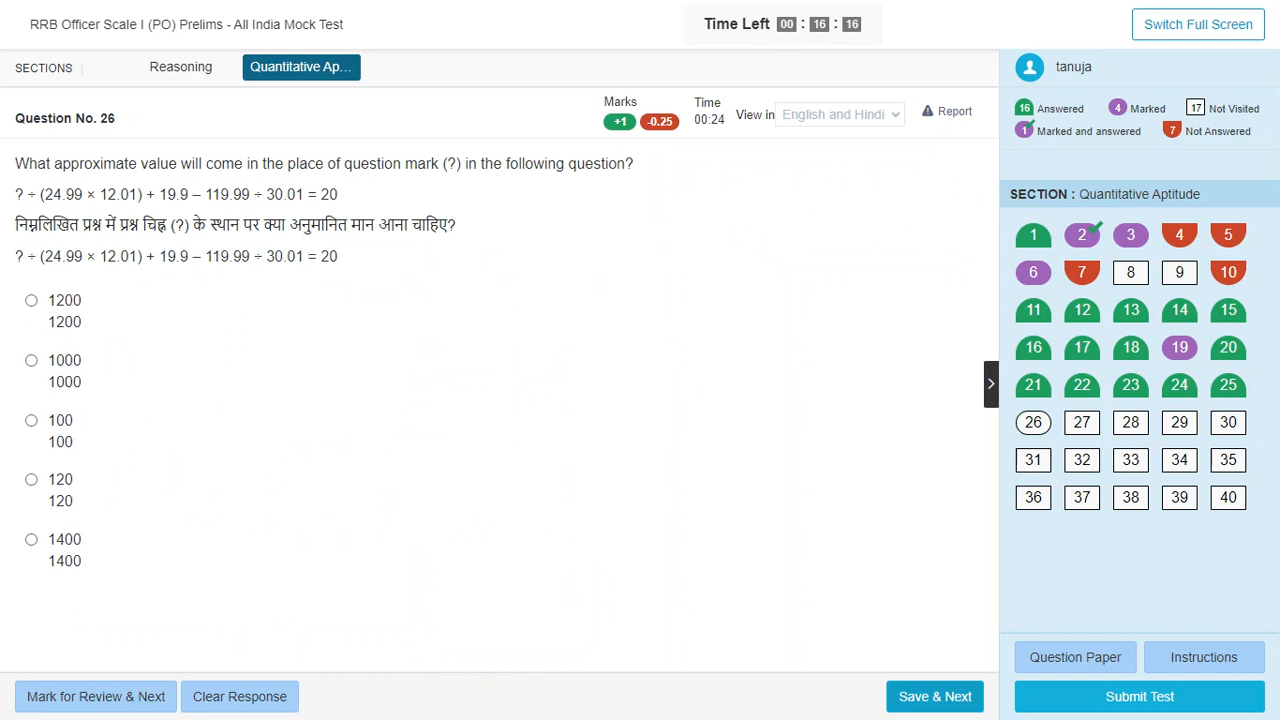 RRB Officer Scale I (PO) Prelims - All India Mock Test
Time Left 00 : 16 : 16
Switch Full Screen
SECTIONS
Reasoning
Quantitative Ap...
tanuja
Question No. 26
Marks
+1 -0.25
Time
00:24
View in English and Hindi
Report
16 Answered
4 Marked
17 Not Visited
1 Marked and answered
7 Not Answered
What approximate value will come in the place of question mark (?) in the following question?
? ÷ (24.99 × 12.01) + 19.9 – 119.99 ÷ 30.01 = 20
निम्नलिखित प्रश्न में प्रश्न चिह्न (?) के स्थान पर क्या अनुमानित मान आना चाहिए?
? ÷ (24.99 × 12.01) + 19.9 – 119.99 ÷ 30.01 = 20
1200
1200
1000
1000
100
100
120
120
1400
1400
SECTION : Quantitative Aptitude
1 2 3 4 5
6 7 8 9 10
11 12 13 14 15
16 17 18 19 20
21 22 23 24 25
26 27 28 29 30
31 32 33 34 35
36 37 38 39 40
Question Paper
Instructions
Mark for Review & Next
Clear Response
Save & Next
Submit Test